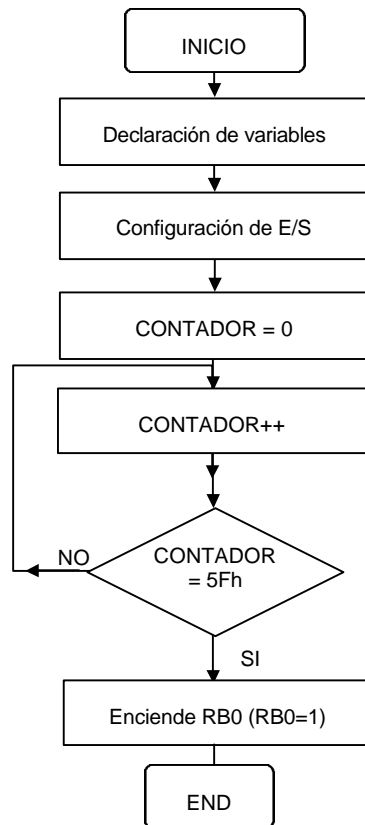 INICIO
Declaración de variables
Configuración de E/S
CONTADOR = 0
CONTADOR++
NO
CONTADOR
= 5Fh
SI
Enciende RB0 (RB0=1)
END